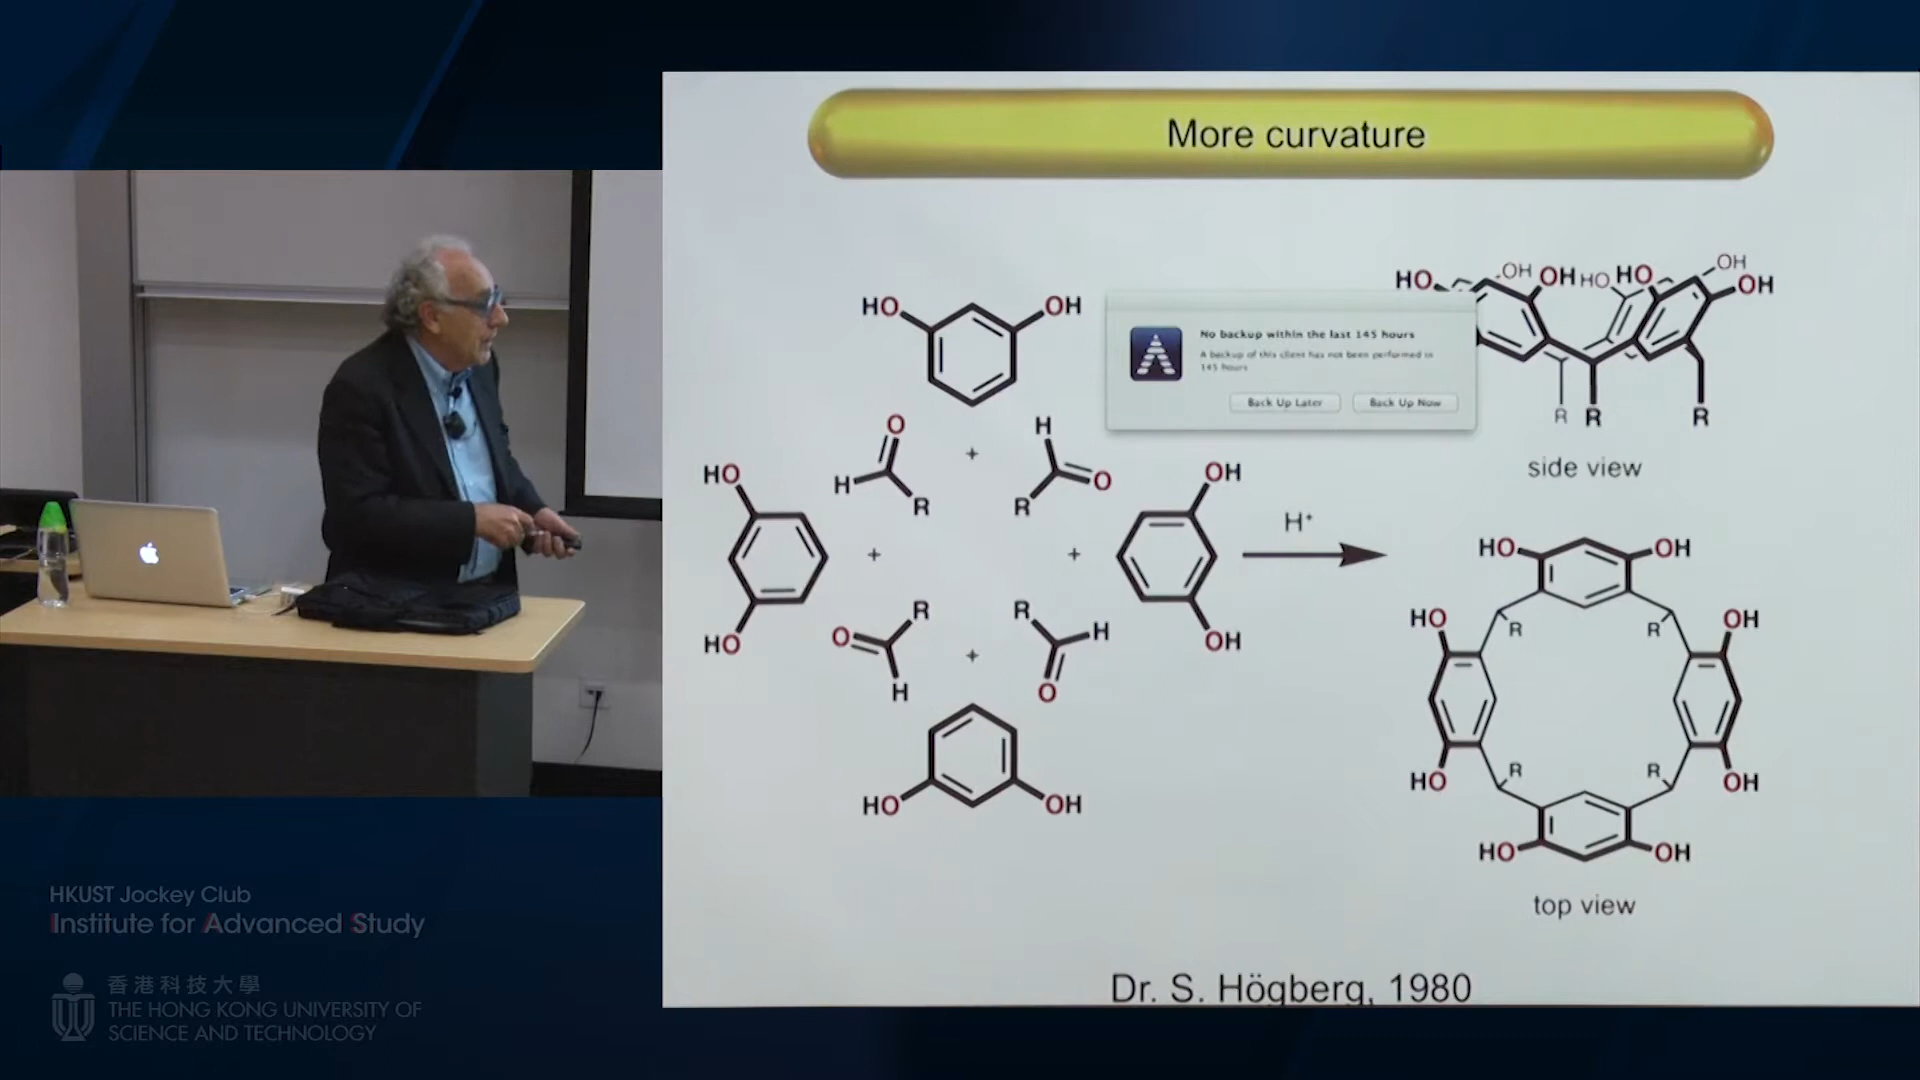 More curvature
HO OH
HO
O
H R
H
O
R
+
+
+
+
HO
OH
OH
H⁺
R
O
H
R
H
O
HO
HO OH
No backup within the last 145 hours
A backup of this client has not been performed in
145 hours
Back Up Later Back Up Now
HO OH OH HO HO OH OH
R R R
side view
HO OH
HO OH
R R
R R
HO OH
HO OH
top view
Dr. S. Högberg, 1980
HKUST Jockey Club
Institute for Advanced Study
香港科技大學
THE HONG KONG UNIVERSITY OF
SCIENCE AND TECHNOLOGY